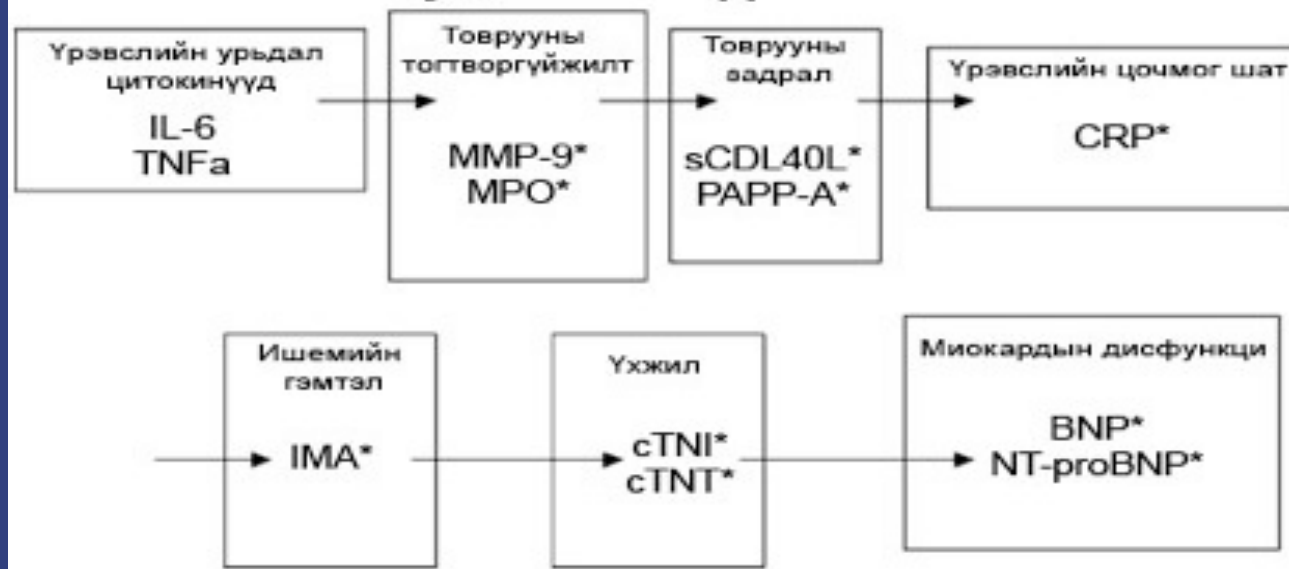 Үрэвслийн урьдал
цитокинүүд
IL-6
TNFa
Товрууны
тогтворгүйжилт
MMP-9*
MPO*
Товрууны
задрал
sCDL40L*
PAPP-A*
Үрэвслийн цочмог шат
CRP*
Ишемийн
гэмтэл
IMA*
Үхжил
cTNI*
cTNT*
Миокардын дисфункци
BNP*
NT-proBNP*